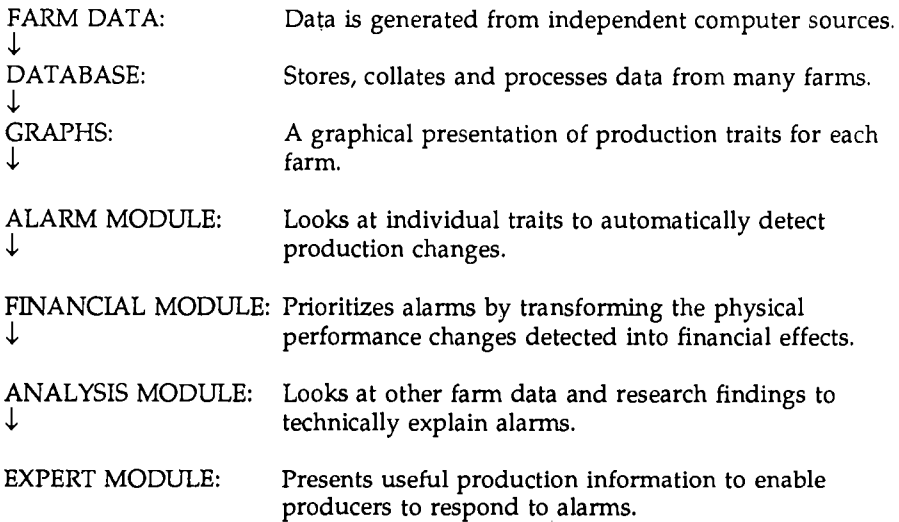 FARM DATA: Data is generated from independent computer sources.
↓
DATABASE: Stores, collates and processes data from many farms.
↓
GRAPHS: A graphical presentation of production traits for each
↓ farm.
ALARM MODULE: Looks at individual traits to automatically detect
↓ production changes.
FINANCIAL MODULE: Prioritizes alarms by transforming the physical
↓ performance changes detected into financial effects.
ANALYSIS MODULE: Looks at other farm data and research findings to
↓ technically explain alarms.
EXPERT MODULE: Presents useful production information to enable
producers to respond to alarms.